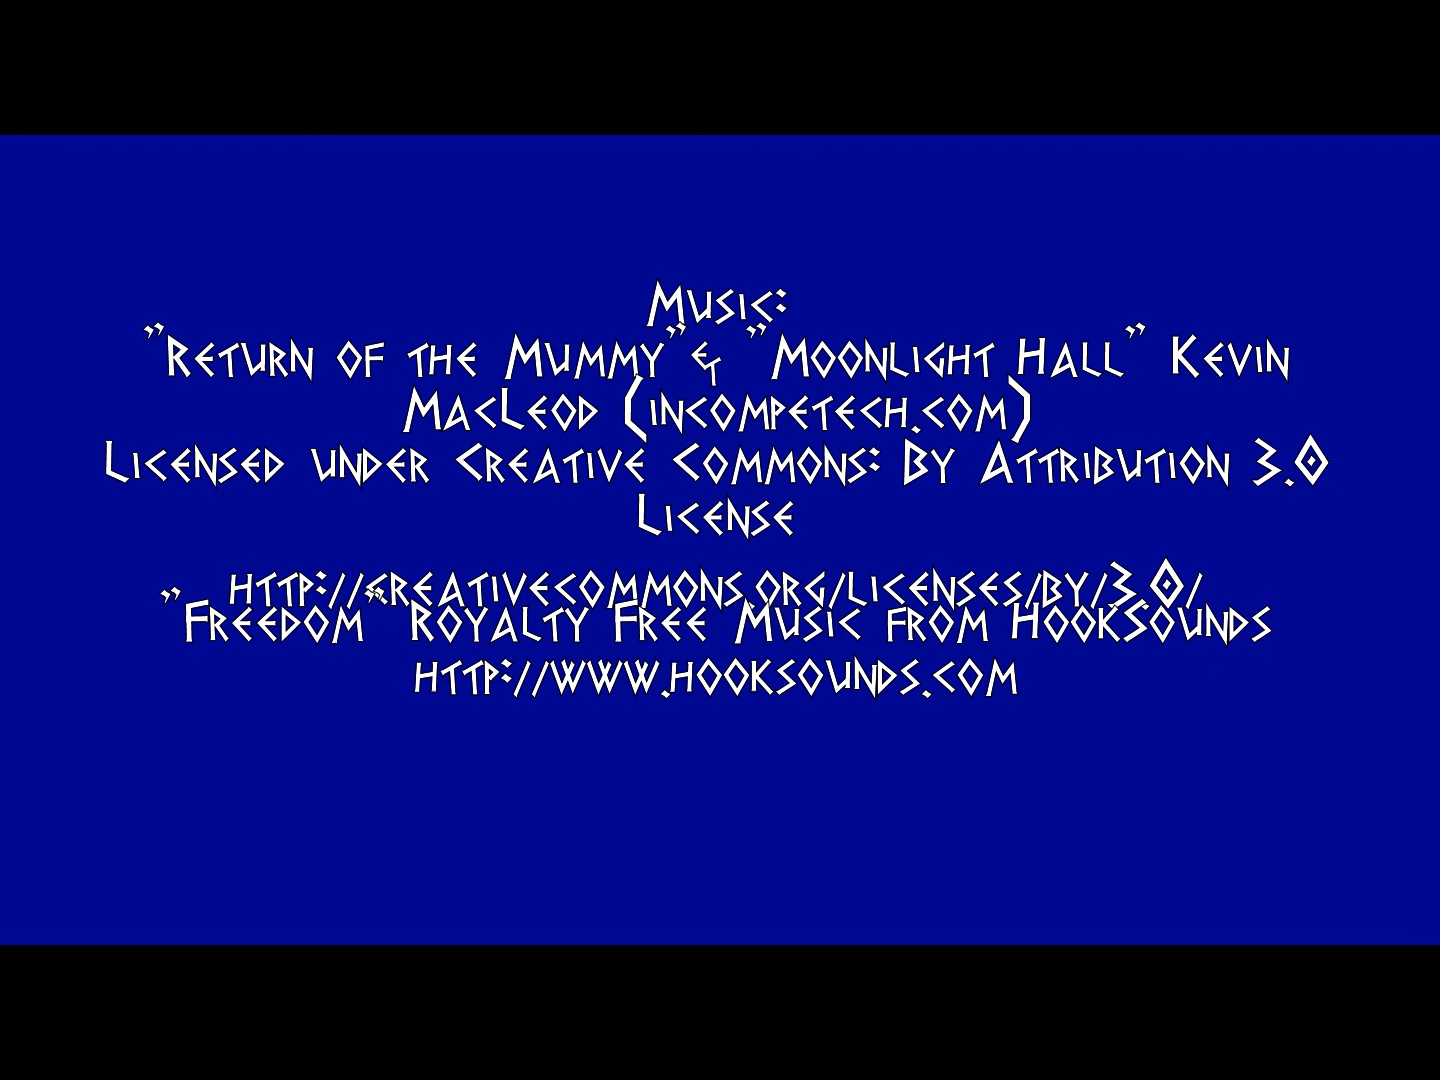 Music:
"Return of the Mummy" & "Moonlight Hall" Kevin
MacLeod (incompetech.com)
Licensed under Creative Commons: By Attribution 3.0
License
http://creativecommons.org/licenses/by/3.0/
"Freedom" Royalty Free Music from HookSounds
http://www.hooksounds.com